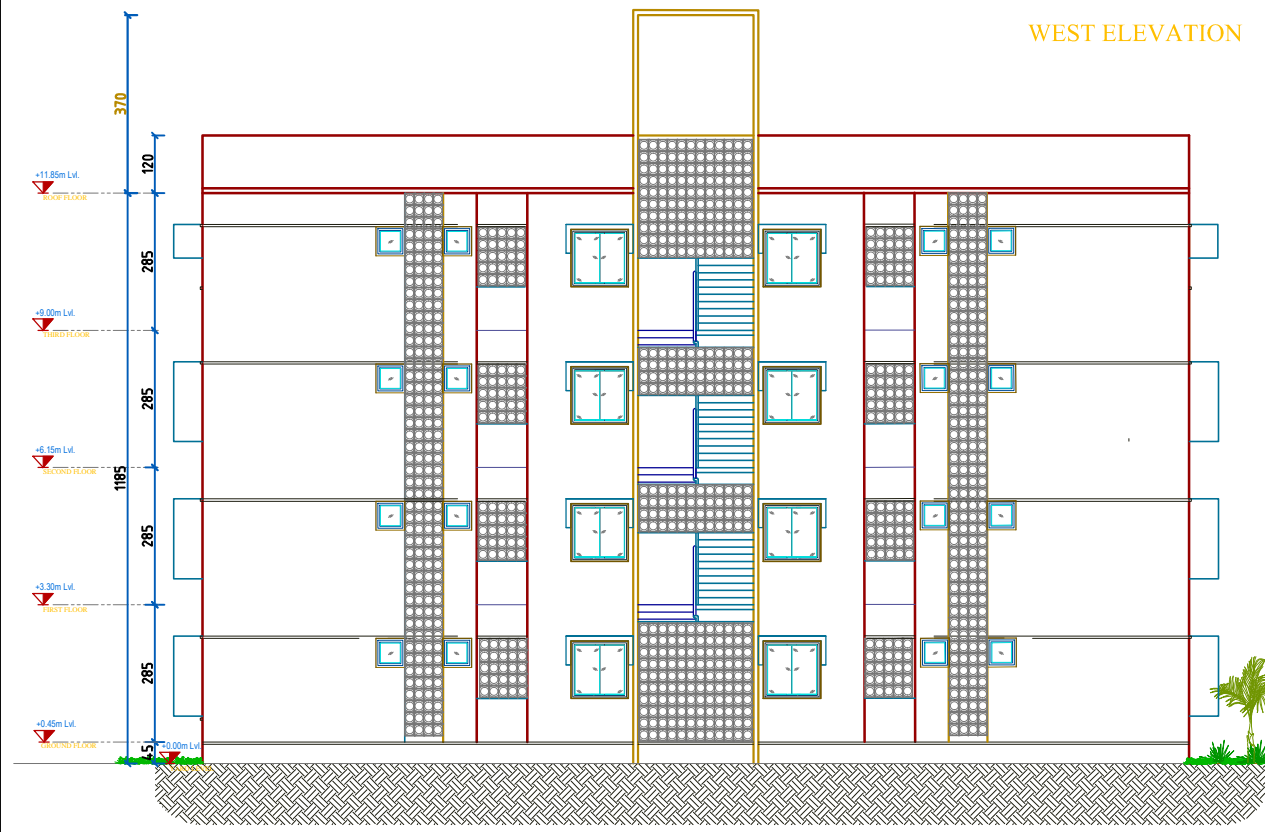 WEST ELEVATION
370
120
+11.85m Lvl.
ROOF FLOOR
285
+9.00m Lvl.
THIRD FLOOR
285
+6.15m Lvl.
SECOND FLOOR
1185
285
+3.30m Lvl.
FIRST FLOOR
285
+0.45m Lvl.
GROUND FLOOR
45
+0.00m Lvl.